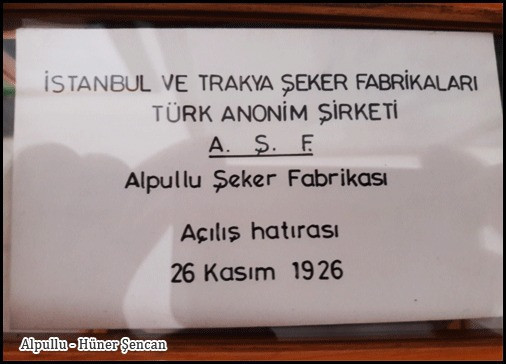 İSTANBUL VE TRAKYA ŞEKER FABRİKALARI
TÜRK ANONİM ŞİRKETİ
A. Ş. F.
Alpullu Şeker Fabrikası
Açılış hatırası
26 Kasım 1926
Alpullu - Hüner Şencan